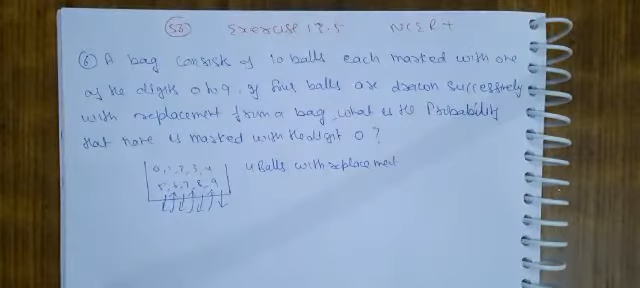 53 Exercise 13.5 NCERT
6 A bag consists of 10 balls each marked with one
of the digits 0 to 9. If four balls are drawn successively
with replacement from a bag, what is the Probability
that none is marked with the digit 0?
0, 1, 2, 3, 4
5, 6, 7, 8, 9
4 Balls with replacement